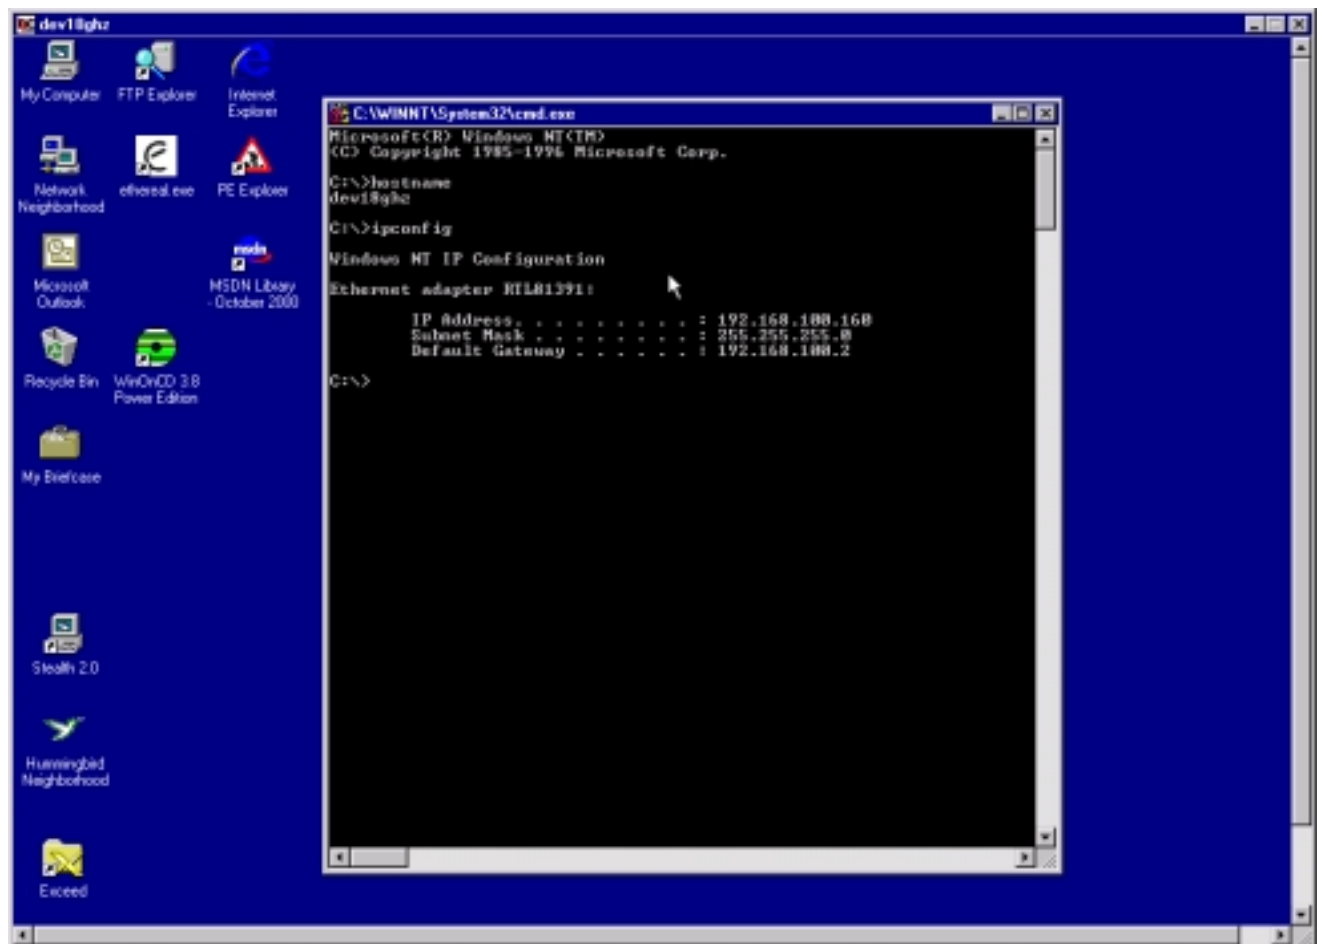 dev18ghz
My Computer
FTP Explorer
Internet
Explorer
Network
Neighborhood
ethereal.exe
PE Explorer
Microsoft
Outlook
msdn
MSDN Library
- October 2000
Recycle Bin
WinOnCD 3.8
Power Edition
My Briefcase
Stealth 2.0
Hummingbird
Neighborhood
Exceed
C:\WINNT\System32\cmd.exe
Microsoft(R) Windows NT(TM)
(C) Copyright 1985-1996 Microsoft Corp.
C:\>hostname
dev18ghz
C:\>ipconfig
Windows NT IP Configuration
Ethernet adapter RTL81391:
IP Address. . . . . . . . . : 192.168.100.160
Subnet Mask . . . . . . . . : 255.255.255.0
Default Gateway . . . . . . : 192.168.100.2
C:\>